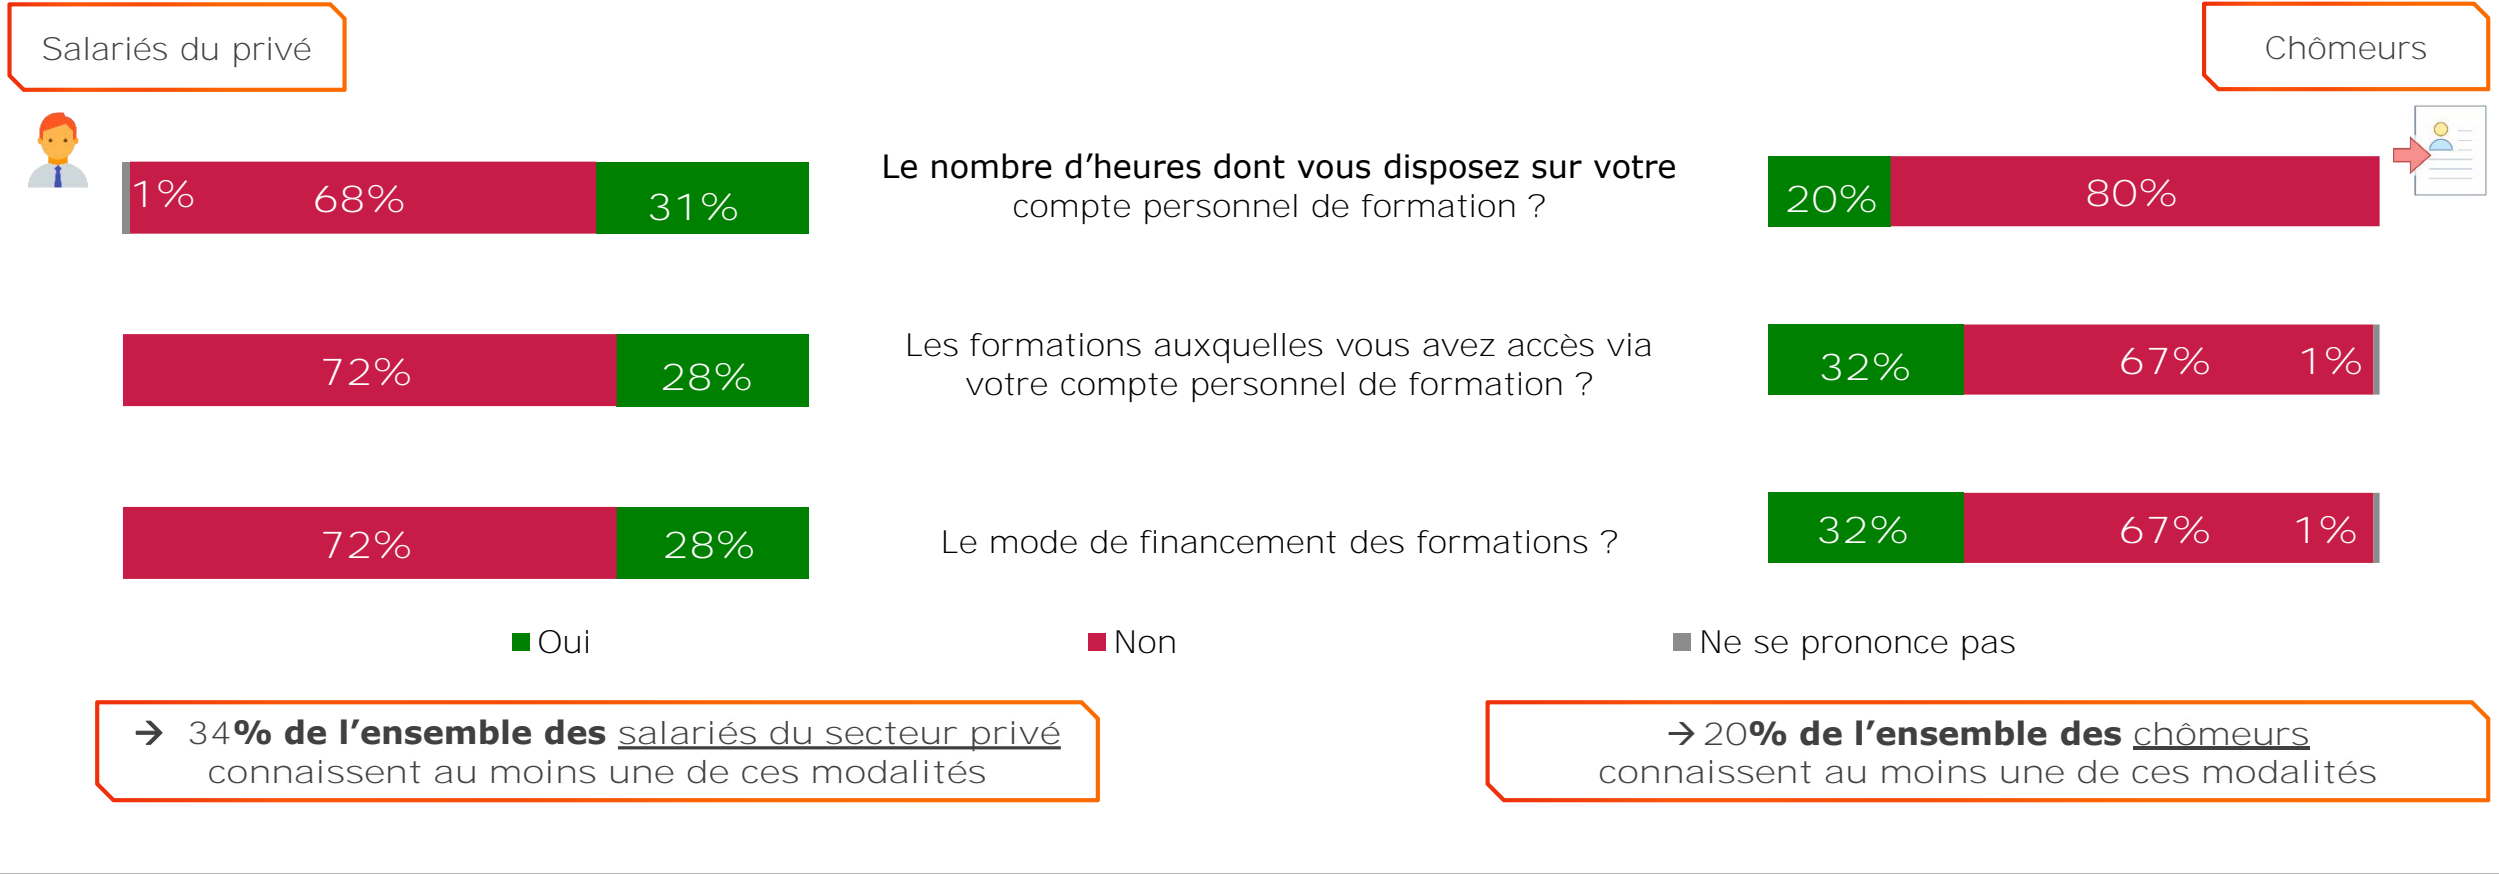 Salariés du privé
Chômeurs
1% 68% 31%
Le nombre d’heures dont vous disposez sur votre
compte personnel de formation ?
20% 80%
72% 28%
Les formations auxquelles vous avez accès via
votre compte personnel de formation ?
32% 67% 1%
72% 28%
Le mode de financement des formations ?
32% 67% 1%
Oui
Non
Ne se prononce pas
→ 34% de l’ensemble des salariés du secteur privé
connaissent au moins une de ces modalités
→20% de l’ensemble des chômeurs
connaissent au moins une de ces modalités